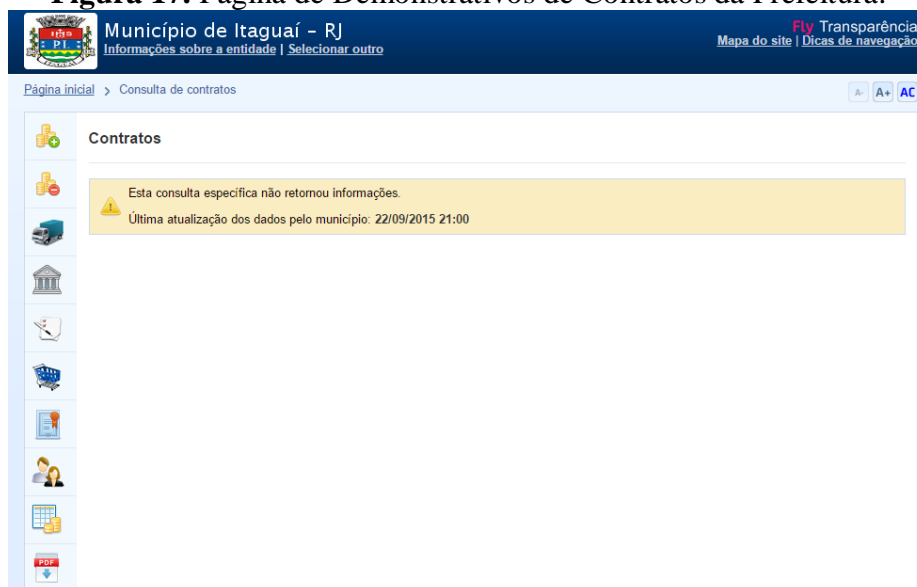 Figura 17. Página de Demonstrativos de Contratos da Prefeitura.
Município de Itaguaí – RJ
Informações sobre a entidade | Selecionar outro
Fly Transparência
Mapa do site | Dicas de navegação
Página inicial > Consulta de contratos
A- A+ AC
Contratos
Esta consulta específica não retornou informações.
Última atualização dos dados pelo município: 22/09/2015 21:00
PDF